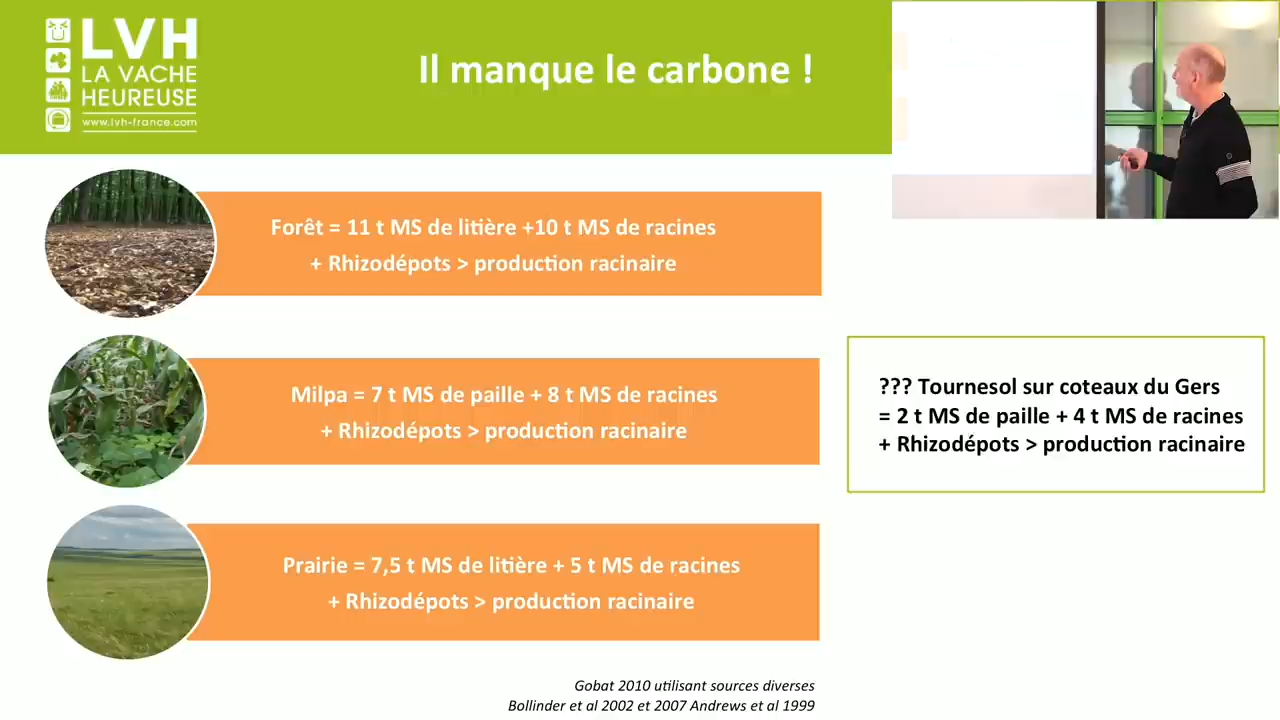 LVH
LA VACHE
HEUREUSE
www.lvh-france.com
Il manque le carbone !
Forêt = 11 t MS de litière +10 t MS de racines
+ Rhizodépots > production racinaire
Milpa = 7 t MS de paille + 8 t MS de racines
+ Rhizodépots > production racinaire
??? Tournesol sur coteaux du Gers
= 2 t MS de paille + 4 t MS de racines
+ Rhizodépots > production racinaire
Prairie = 7,5 t MS de litière + 5 t MS de racines
+ Rhizodépots > production racinaire
Gobat 2010 utilisant sources diverses
Bollinder et al 2002 et 2007 Andrews et al 1999